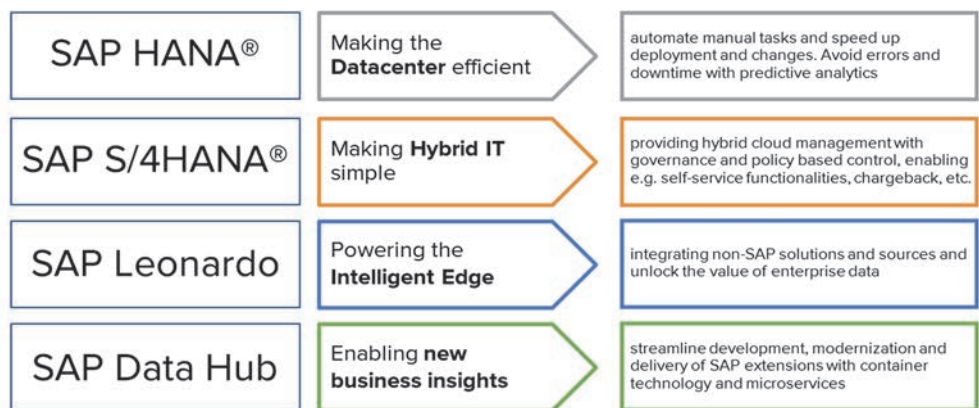 SAP HANA®
Making the
Datacenter efficient
automate manual tasks and speed up
deployment and changes. Avoid errors and
downtime with predictive analytics
SAP S/4HANA®
Making Hybrid IT
simple
providing hybrid cloud management with
governance and policy based control, enabling
e.g. self-service functionalities, chargeback, etc.
SAP Leonardo
Powering the
Intelligent Edge
integrating non-SAP solutions and sources and
unlock the value of enterprise data
SAP Data Hub
Enabling new
business insights
streamline development, modernization and
delivery of SAP extensions with container
technology and microservices